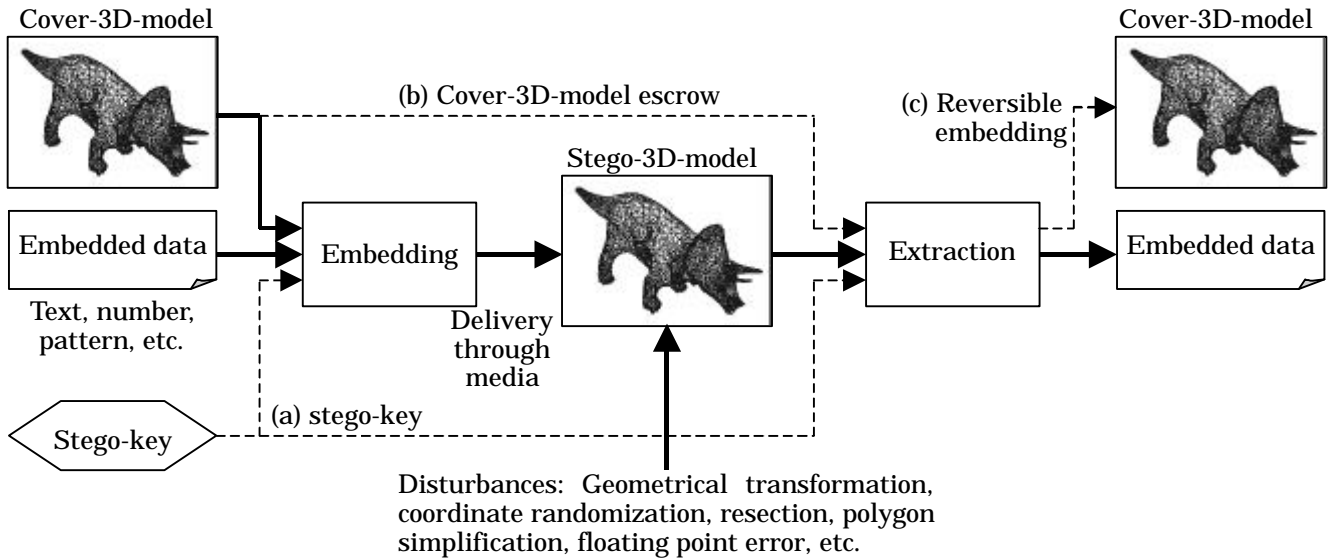 Cover-3D-model
Cover-3D-model
(b) Cover-3D-model escrow
(c) Reversible
embedding
Stego-3D-model
Embedded data
Embedding
Extraction
Embedded data
Text, number,
pattern, etc.
Delivery
through
media
(a) stego-key
Stego-key
Disturbances: Geometrical transformation,
coordinate randomization, resection, polygon
simplification, floating point error, etc.